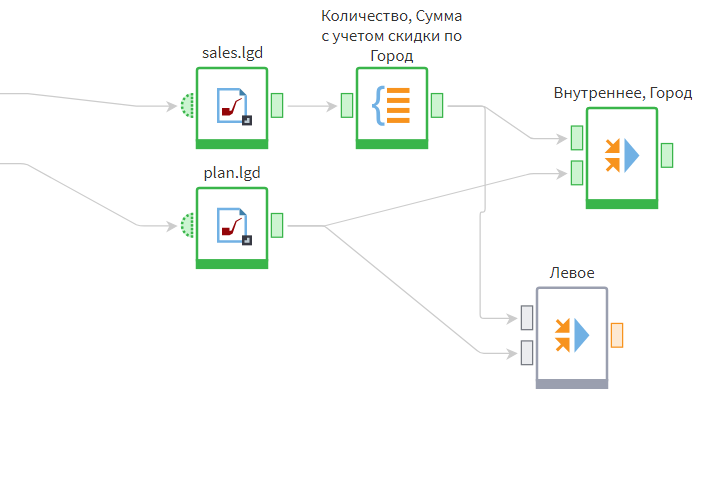 Количество, Сумма
с учетом скидки по
Город
sales.lgd
Внутреннее, Город
plan.lgd
Левое